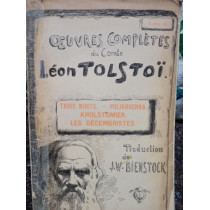 ŒUVRES COMPLÈTES
du Comte
Léon TOLSTOÏ.
TROIS MORTS. POLIKOUCHKA
KHOLSTOMIER
LES DÉCEMBRISTES
Traduction
de
J.W. BIENSTOCK